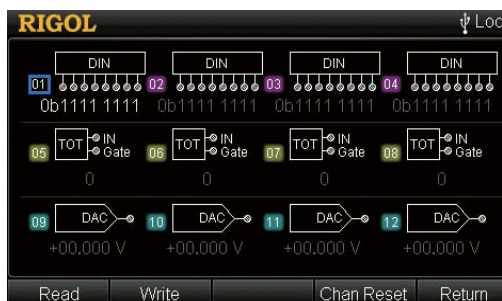 RIGOL Loc
DIN DIN DIN DIN
01 02 03 04
0b1111 1111 0b1111 1111 0b1111 1111 0b1111 1111
05 TOT IN Gate 06 TOT IN Gate 07 TOT IN Gate 08 TOT IN Gate
0 0 0 0
09 DAC 10 DAC 11 DAC 12 DAC
+00.000 V +00.000 V +00.000 V +00.000 V
Read Write Chan Reset Return